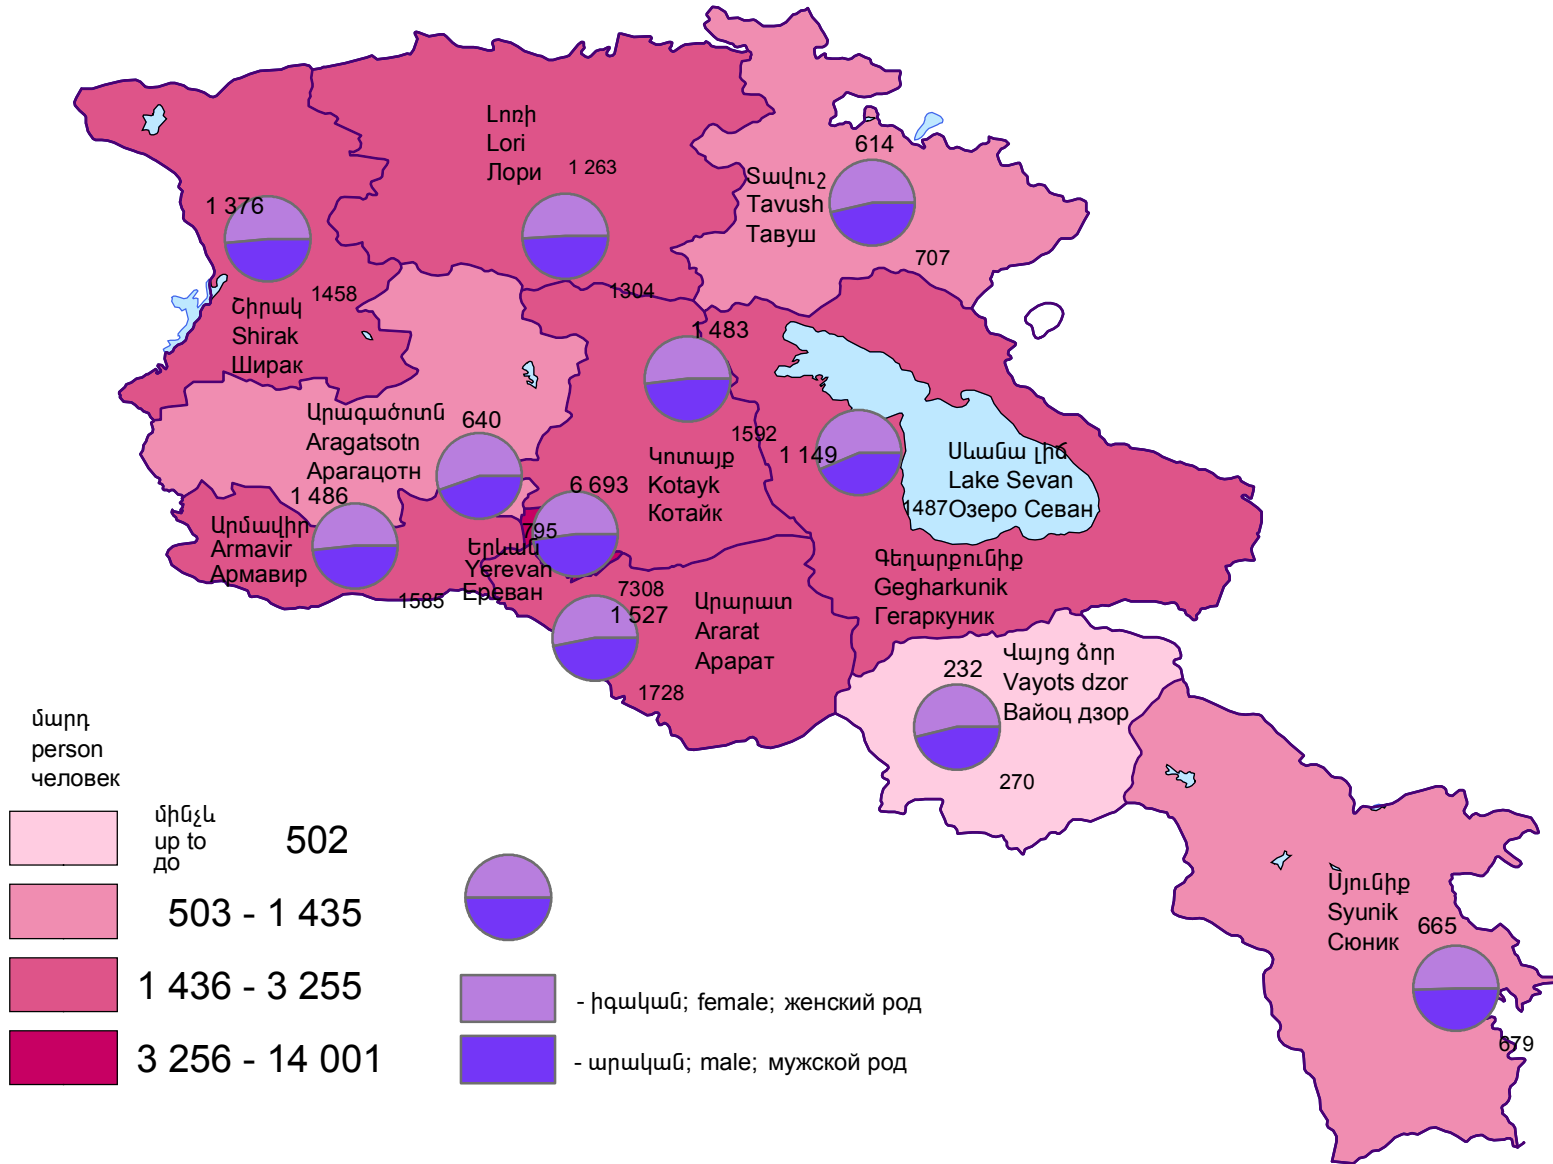 Լոռի
Lori
Лори
1 263
1304
614
Տավուշ
Tavush
Тавуш
707
1 376
1458
Շիրակ
Shirak
Ширак
1 483
1592
Կոտայք
Kotayk
Котайк
Արագածոտն
Aragatsotn
Арагацотн
640
795
1 149
1487
Սևանա լիճ
Lake Sevan
Озеро Севан
Գեղարքունիք
Gegharkunik
Гегаркуник
1 486
Արմավիր
Armavir
Армавир
1585
6 693
Երևան
Yerevan
Ереван
7308
1 527
Արարատ
Ararat
Арарат
1728
232
Վայոց ձոր
Vayots dzor
Вайоц дзор
270
Սյունիք
Syunik
Сюник
665
679
մարդ
person
человек
մինչև
up to
до
502
503 - 1 435
1 436 - 3 255
3 256 - 14 001
- իգական; female; женский род
- արական; male; мужской род